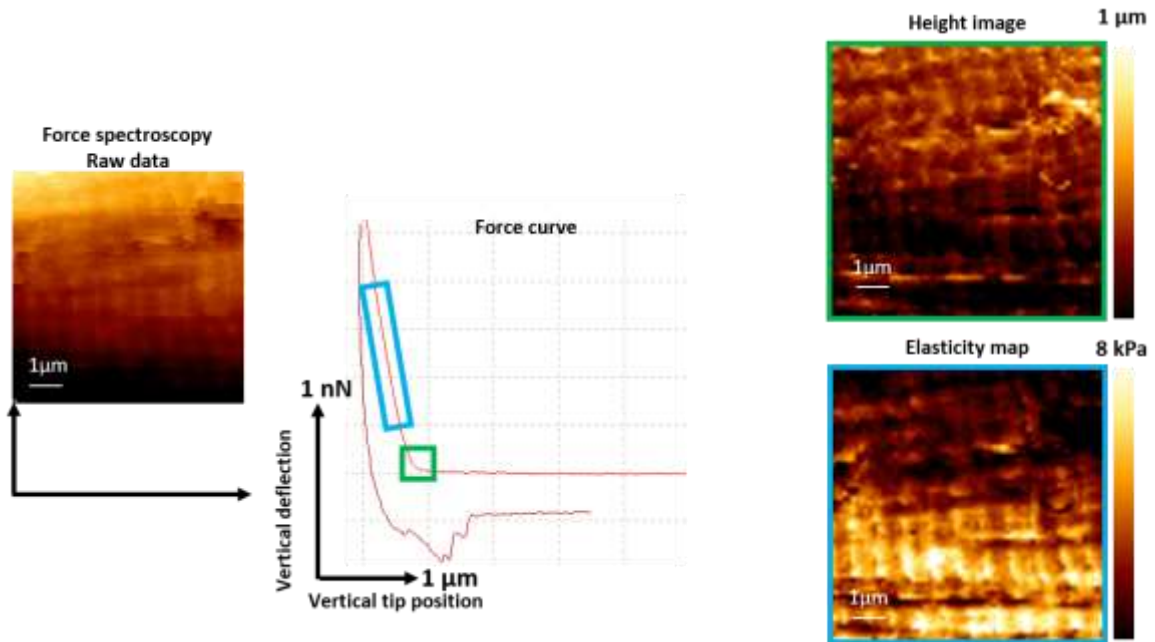 Force spectroscopy
Raw data
1µm
Force curve
1 nN
Vertical deflection
1 µm
Vertical tip position
Height image
1 µm
1µm
Elasticity map
8 kPa
1µm